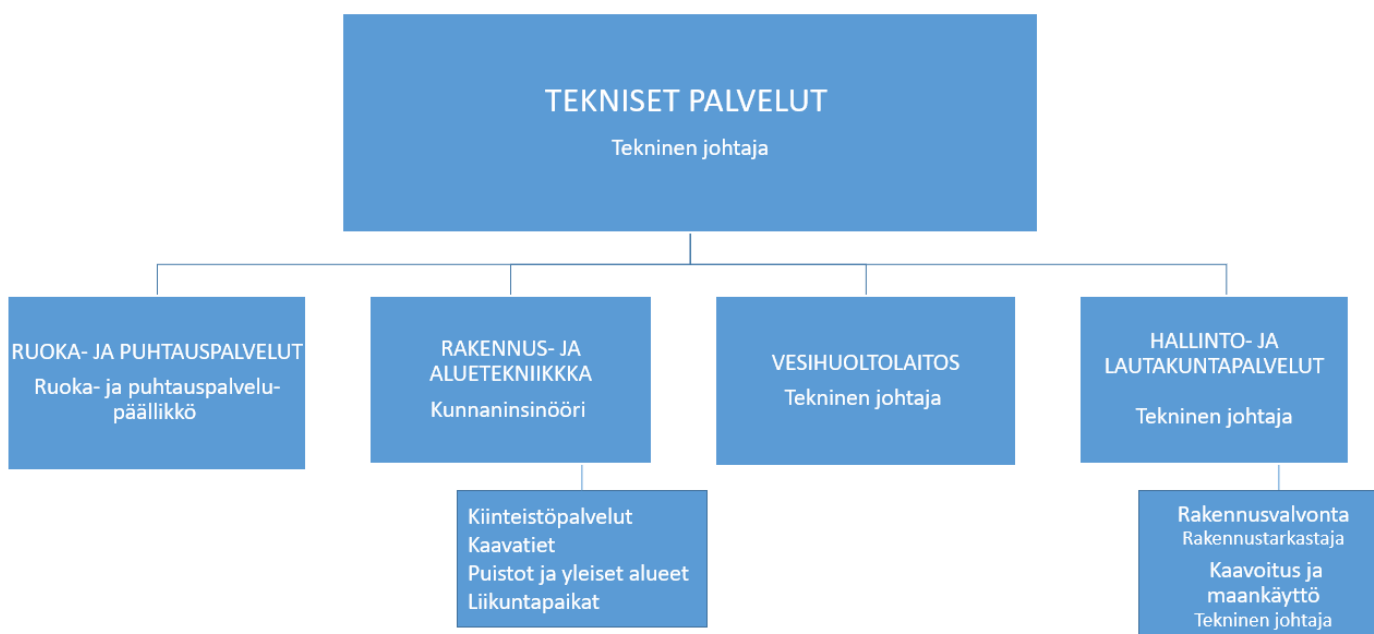 TEKNISET PALVELUT
Tekninen johtaja
RUOKA- JA PUHTAUSPALVELUT
Ruoka- ja puhtauspalvelu-
päällikkö
RAKENNUS- JA
ALUETEKNIIKKKA
Kunnaninsinööri
VESIHUOLTOLAITOS
Tekninen johtaja
HALLINTO- JA
LAUTAKUNTAPALVELUT
Tekninen johtaja
Kiinteistöpalvelut
Kaavatiet
Puistot ja yleiset alueet
Liikuntapaikat
Rakennusvalvonta
Rakennustarkastaja
Kaavoitus ja
maankäyttö
Tekninen johtaja